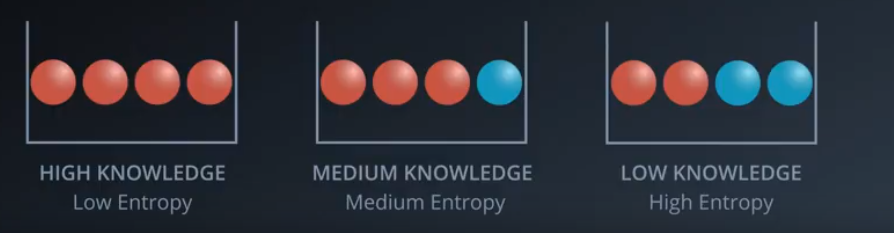 HIGH KNOWLEDGE
Low Entropy
MEDIUM KNOWLEDGE
Medium Entropy
LOW KNOWLEDGE
High Entropy